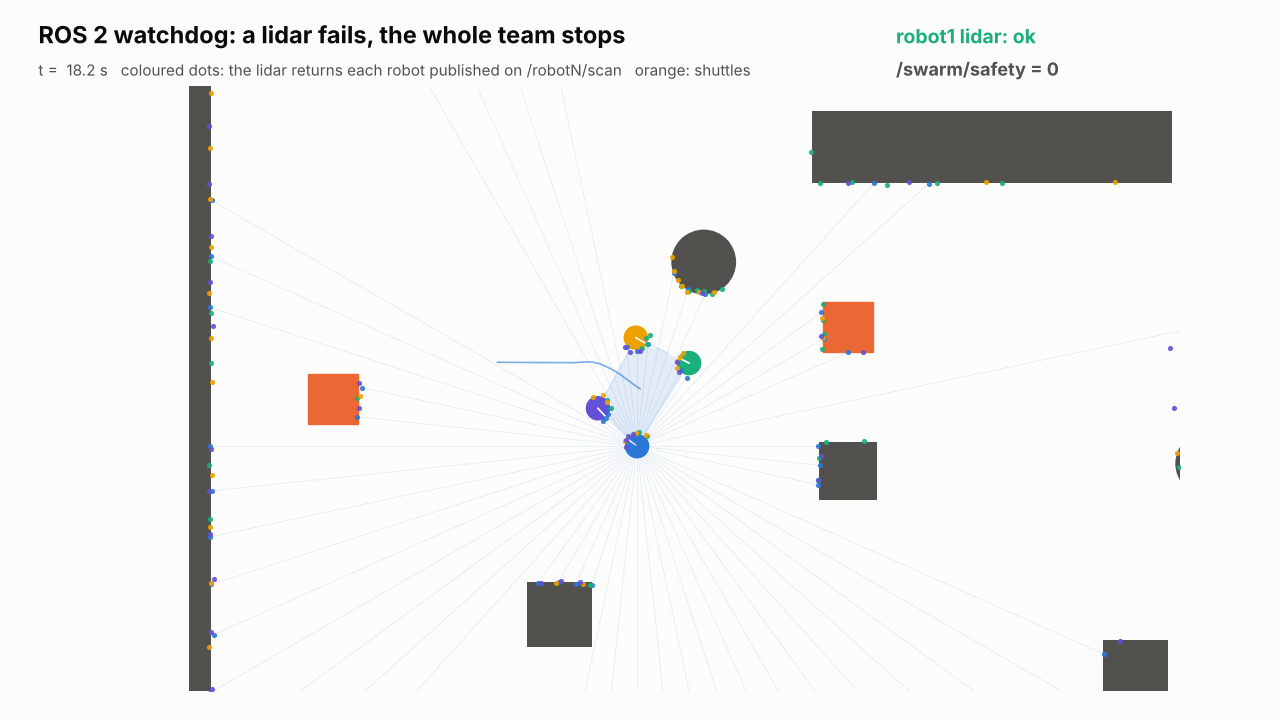 ROS 2 watchdog: a lidar fails, the whole team stops
robot1 lidar: ok
t = 18.2 s coloured dots: the lidar returns each robot published on /robotN/scan orange: shuttles
/swarm/safety = 0